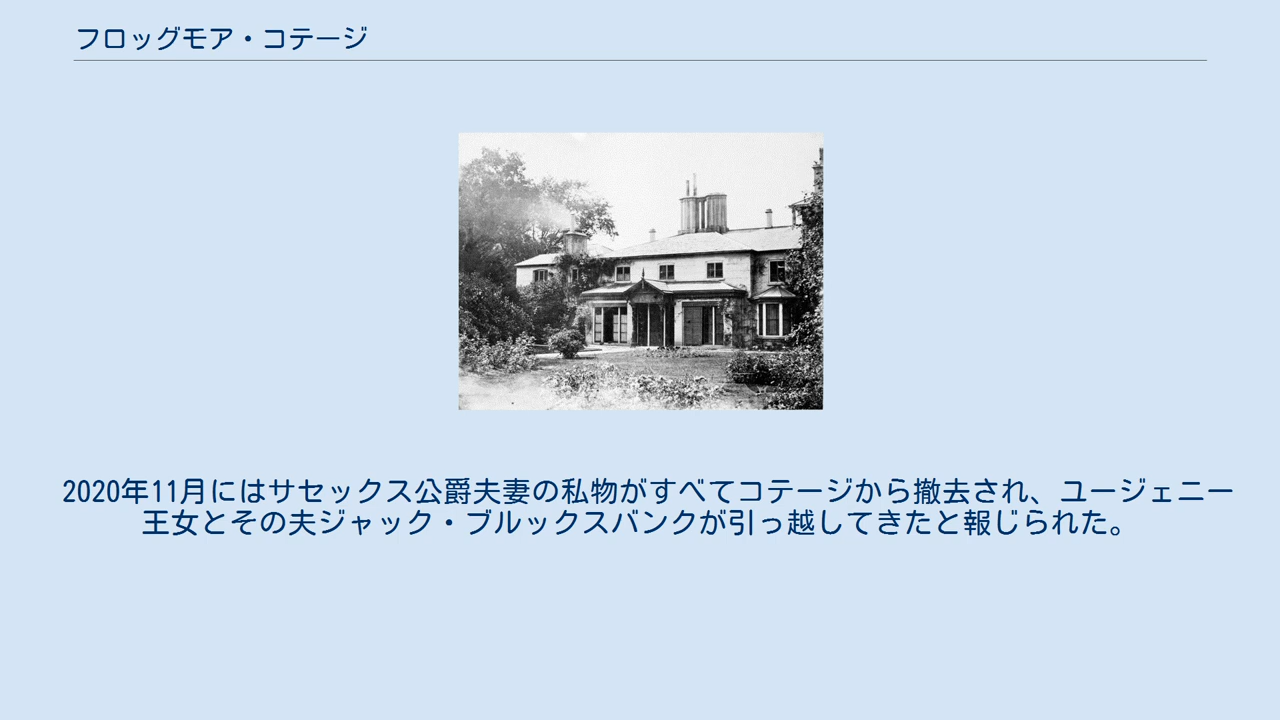 フロッグモア・コテージ
2020年11月にはサセックス公爵夫妻の私物がすべてコテージから撤去され、ユージェニー
王女とその夫ジャック・ブルックスバンクが引っ越してきたと報じられた。